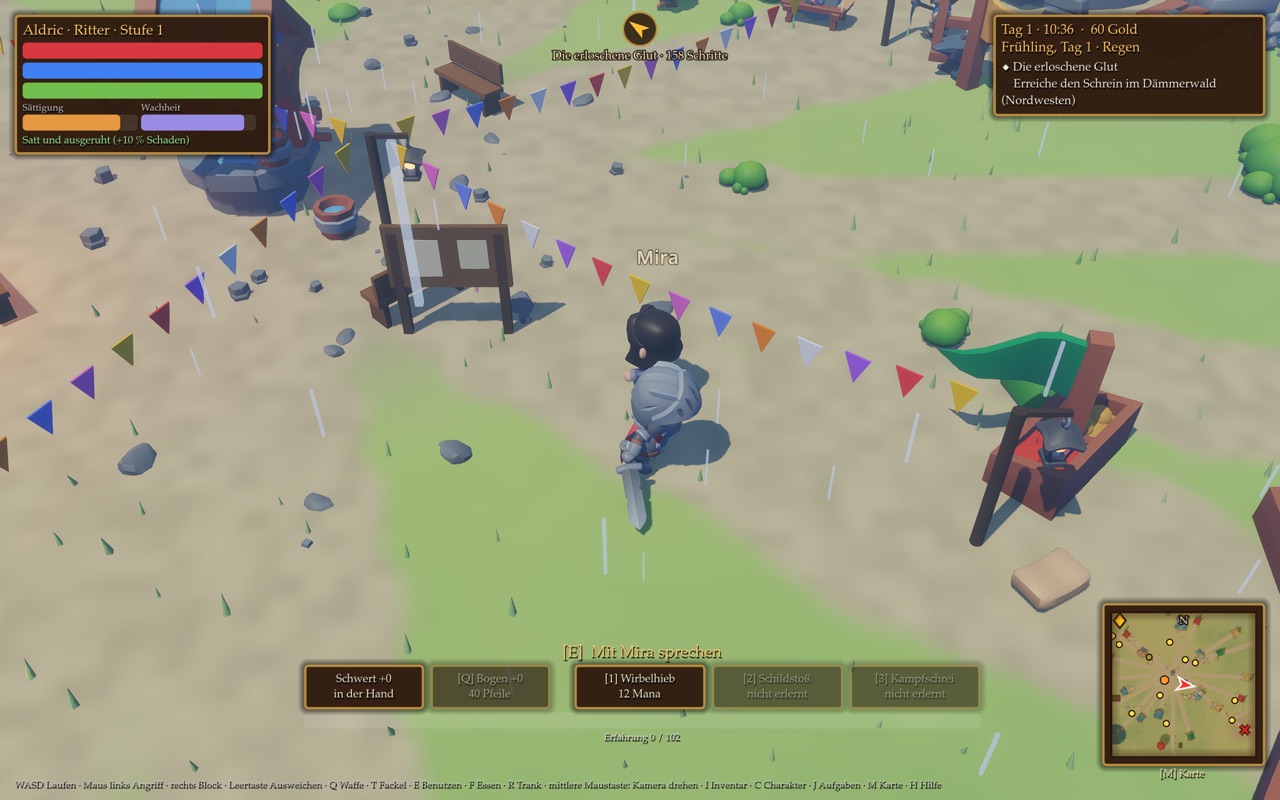 Aldric · Ritter · Stufe 1
Sättigung
Wachheit
Satt und ausgeruht (+10 % Schaden)
Die erloschene Glut · 158 Schritte
Tag 1 · 10:36 · 60 Gold
Frühling, Tag 1 · Regen
Die erloschene Glut
Erreiche den Schrein im Dämmerwald
(Nordwesten)
Mira
[E] Mit Mira sprechen
Schwert +0
in der Hand
[Q] Bogen +0
40 Pfeile
[1] Wirbelhieb
12 Mana
[2] Schildstoß
nicht erlernt
[3] Kampfschrei
nicht erlernt
Erfahrung 0 / 102
N
[M] Karte
WASD Laufen · Maus links Angriff · rechts Block · Leertaste Ausweichen · Q Waffe · T Fackel · E Benutzen · F Essen · R Trank · mittlere Maustaste: Kamera drehen · I Inventar · C Charakter · J Aufgaben · M Karte · H Hilfe